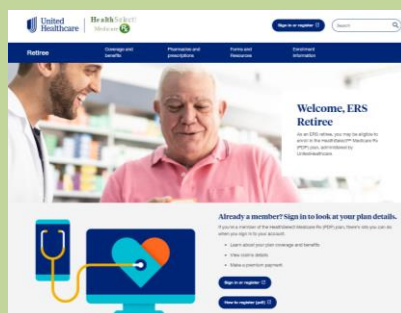 United
Healthcare
HealthSelect
Medicare Rx
Sign in or register
Search
Retiree
Coverage and
benefits
Pharmacies and
prescriptions
Forms and
Resources
Enrollment
information
Welcome, ERS
Retiree
As an ERS retiree, you may be eligible to
enroll in the HealthSelect℠ Medicare Rx
(PDP) plan, administered by
UnitedHealthcare.
Already a member? Sign in to look at your plan details.
If you're a member of the HealthSelect Medicare Rx (PDP) plan, here's lots you can do
when you sign in to your account.
• Learn about your plan coverage and benefits.
• View claims details.
• Make a premium payment.
Sign in or register
How to register (pdf)